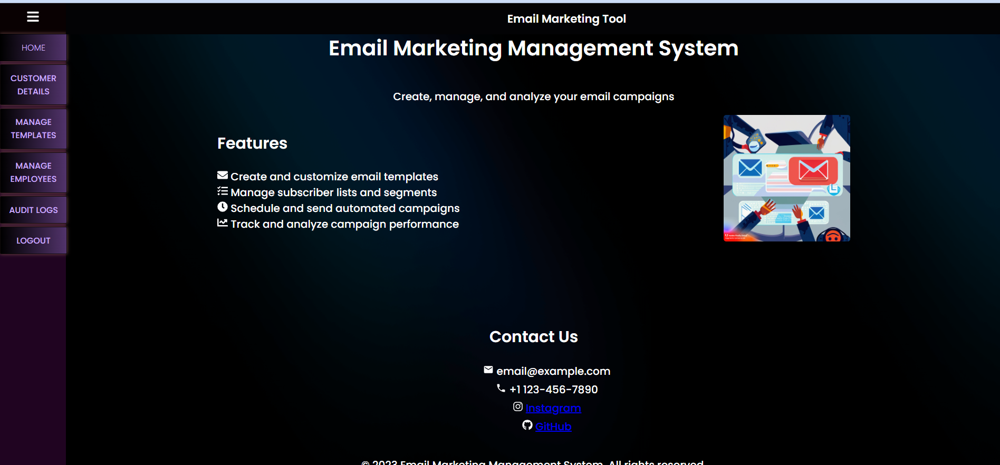 Email Marketing Tool
HOME
CUSTOMER
DETAILS
MANAGE
TEMPLATES
MANAGE
EMPLOYEES
AUDIT LOGS
LOGOUT
Email Marketing Management System
Create, manage, and analyze your email campaigns
Features
Create and customize email templates
Manage subscriber lists and segments
Schedule and send automated campaigns
Track and analyze campaign performance
Contact Us
email@example.com
+1 123-456-7890
Instagram
GitHub
© 2023 Email Marketing Management System. All rights reserved.